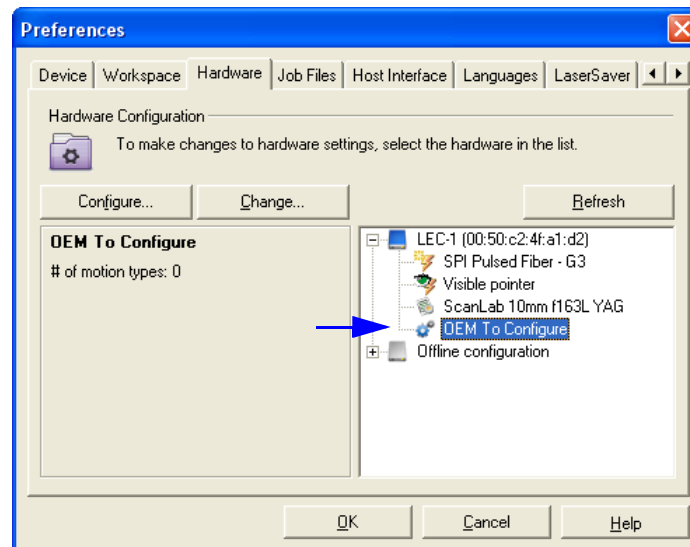 Preferences
Device Workspace Hardware Job Files Host Interface Languages LaserSaver
Hardware Configuration
To make changes to hardware settings, select the hardware in the list.
Configure... Change... Refresh
OEM To Configure
# of motion types: 0
LEC-1 (00:50:c2:4f:a1:d2)
SPI Pulsed Fiber - G3
Visible pointer
ScanLab 10mm f163L YAG
OEM To Configure
Offline configuration
OK Cancel Help